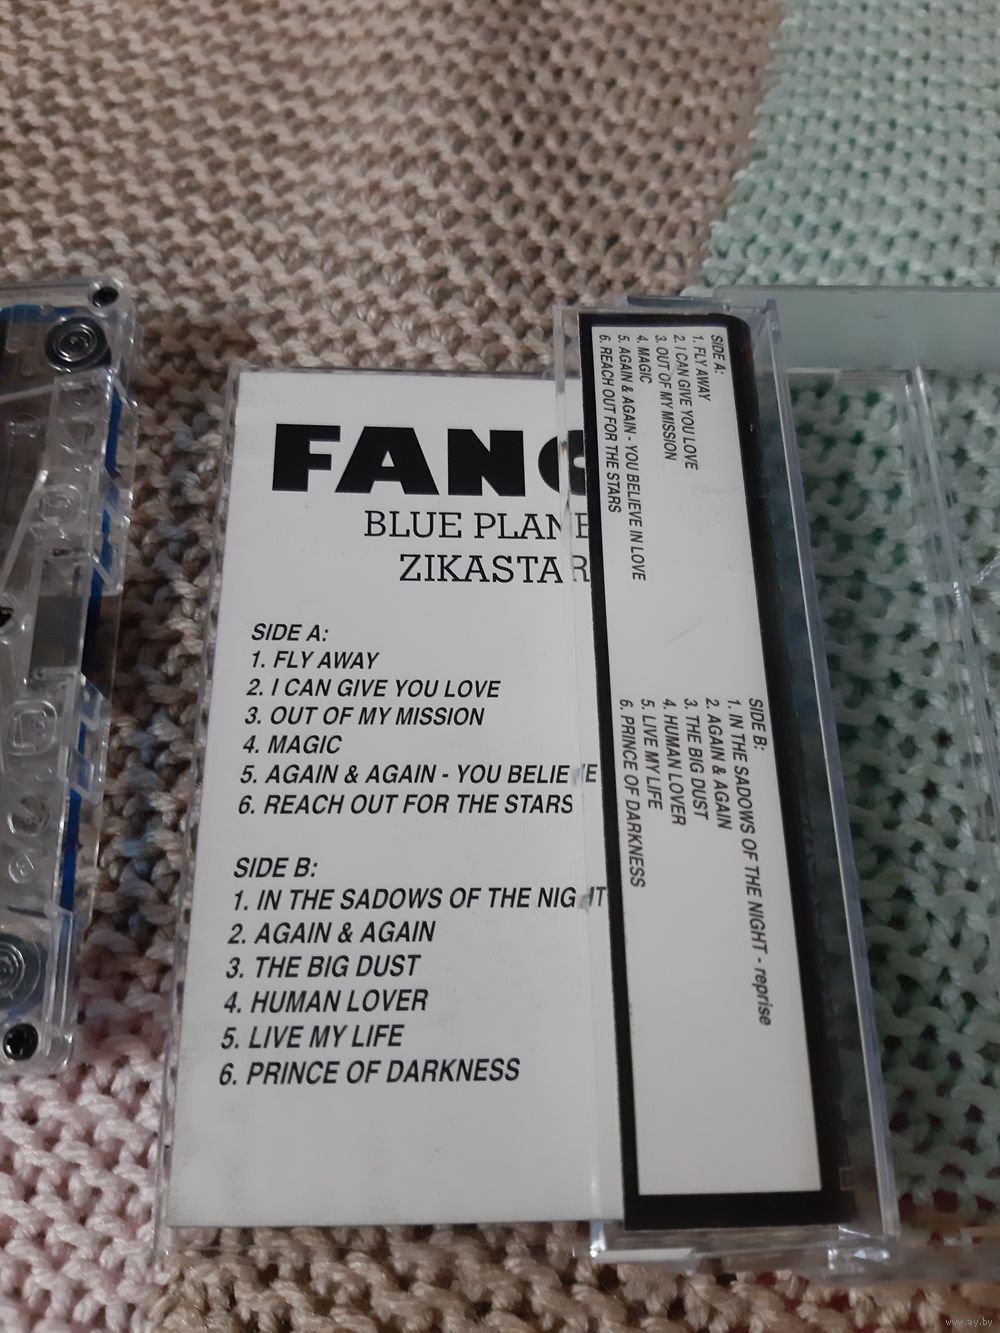 FANC
BLUE PLANE
ZIKASTAR
SIDE A:
1. FLY AWAY
2. I CAN GIVE YOU LOVE
3. OUT OF MY MISSION
4. MAGIC
5. AGAIN & AGAIN - YOU BELIEVE
6. REACH OUT FOR THE STARS
SIDE B:
1. IN THE SADOWS OF THE NIGHT
2. AGAIN & AGAIN
3. THE BIG DUST
4. HUMAN LOVER
5. LIVE MY LIFE
6. PRINCE OF DARKNESS
SIDE A:
1. FLY AWAY
2. I CAN GIVE YOU LOVE
3. OUT OF MY MISSION
4. MAGIC
5. AGAIN & AGAIN - YOU BELIEVE IN LOVE
6. REACH OUT FOR THE STARS
SIDE B:
1. IN THE SADOWS OF THE NIGHT - reprise
2. AGAIN & AGAIN
3. THE BIG DUST
4. HUMAN LOVER
5. LIVE MY LIFE
6. PRINCE OF DARKNESS
www.ay.by